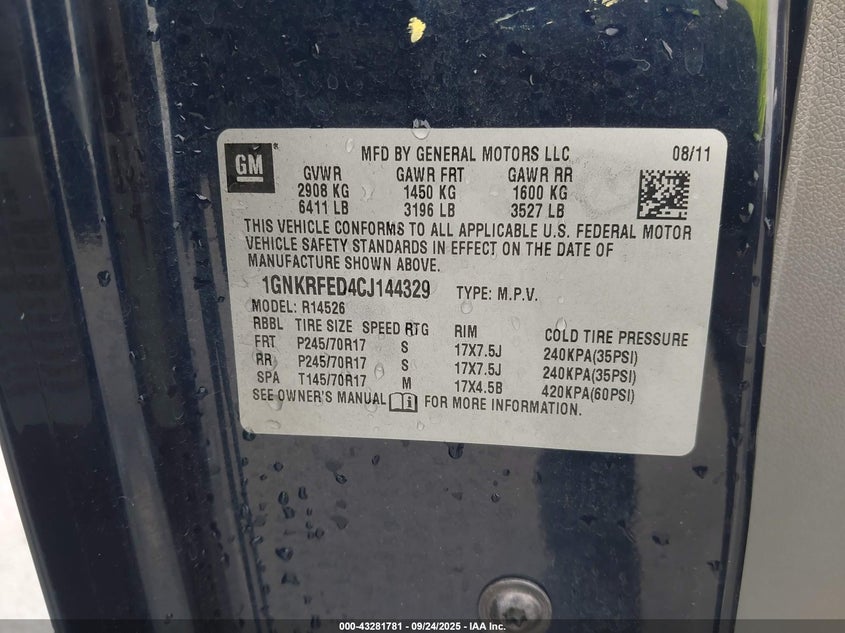 GM
MFD BY GENERAL MOTORS LLC 08/11
GVWR GAWR FRT GAWR RR
2908 KG 1450 KG 1600 KG
6411 LB 3196 LB 3527 LB
THIS VEHICLE CONFORMS TO ALL APPLICABLE U.S. FEDERAL MOTOR
VEHICLE SAFETY STANDARDS IN EFFECT ON THE DATE OF
MANUFACTURE SHOWN ABOVE.
1GNKRFED4CJ144329 TYPE: M.P.V.
MODEL: R14526
RBBL TIRE SIZE SPEED RTG RIM COLD TIRE PRESSURE
FRT P245/70R17 S 17X7.5J 240KPA(35PSI)
RR P245/70R17 S 17X7.5J 240KPA(35PSI)
SPA T145/70R17 M 17X4.5B 420KPA(60PSI)
SEE OWNER'S MANUAL FOR MORE INFORMATION.
000-43281781 - 09/24/2025 - IAA Inc.